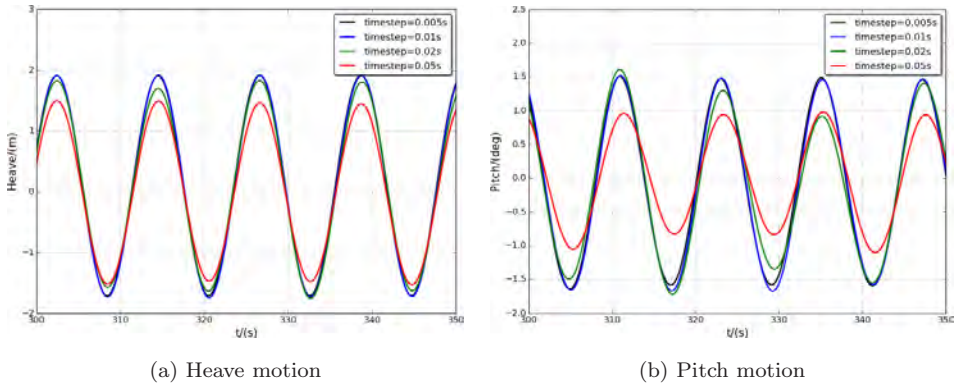 3
2
1
0
−1
−2
Heave/(m)
300 310 320 330 340 350
t/(s)
timestep=0.005s
timestep=0.01s
timestep=0.02s
timestep=0.05s
(a) Heave motion
2.5
2.0
1.5
1.0
0.5
0.0
−0.5
−1.0
−1.5
−2.0
Pitch/(deg)
300 310 320 330 340 350
t/(s)
timestep=0.005s
timestep=0.01s
timestep=0.02s
timestep=0.05s
(b) Pitch motion